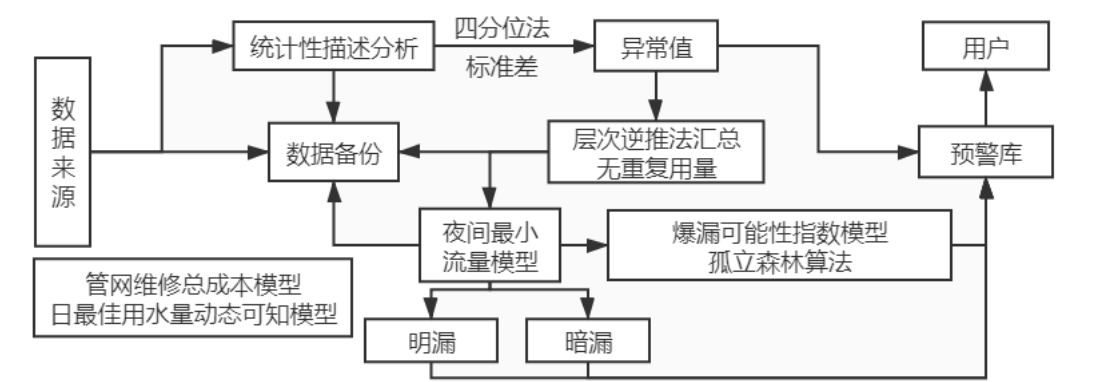 数据来源
统计性描述分析
四分位法
标准差
异常值
用户
数据备份
层次逆推法汇总
无重复用量
预警库
夜间最小
流量模型
爆漏可能性指数模型
孤立森林算法
管网维修总成本模型
日最佳用水量动态可知模型
明漏
暗漏